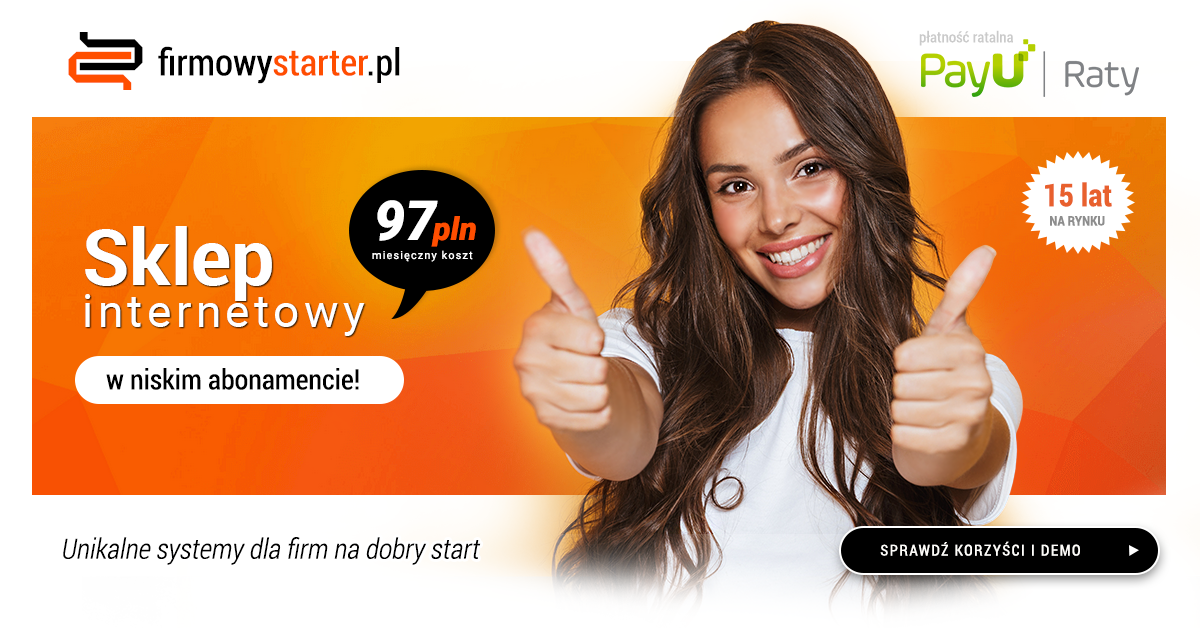 firmowystarter.pl
płatność ratalna
PayU | Raty
97pln
miesięczny koszt
15 lat
NA RYNKU
Sklep
internetowy
w niskim abonamencie!
Unikalne systemy dla firm na dobry start
SPRAWDŹ KORZYŚCI I DEMO